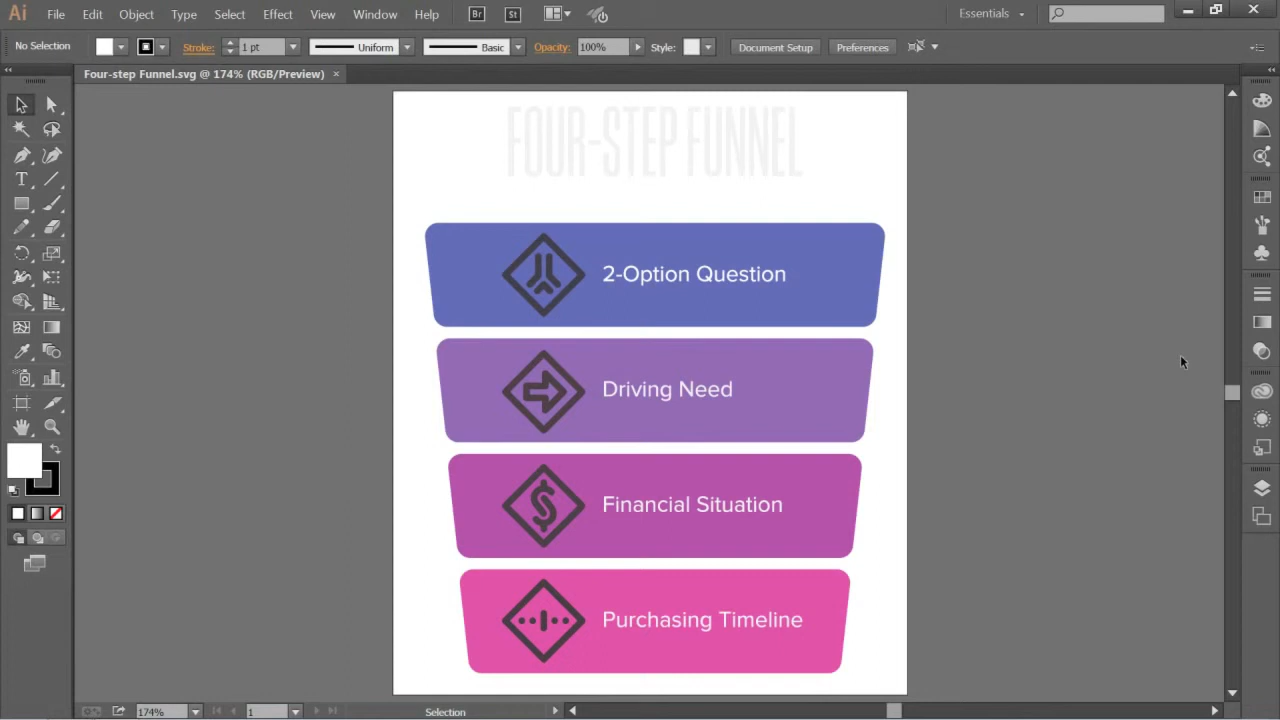 Ai File Edit Object Type Select Effect View Window Help Br St Essentials
No Selection Stroke: 1 pt Uniform Basic Opacity: 100% Style: Document Setup Preferences
Four-step Funnel.svg @ 174% (RGB/Preview) ×
FOUR-STEP FUNNEL
2-Option Question
Driving Need
Financial Situation
Purchasing Timeline
174% 1 Selection